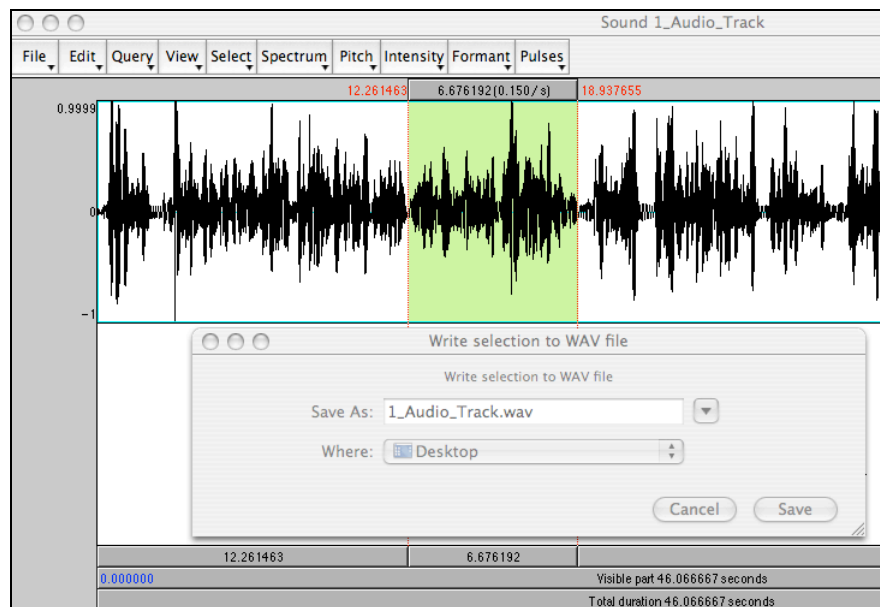 Sound 1_Audio_Track
File Edit Query View Select Spectrum Pitch Intensity Formant Pulses
12.261463 6.676192(0.150/s) 18.937655
0.9999
0
-1
Write selection to WAV file
Write selection to WAV file
Save As: 1_Audio_Track.wav
Where: Desktop
Cancel Save
12.261463 6.676192
0.000000 Visible part 46.066667 seconds
Total duration 46.066667 seconds